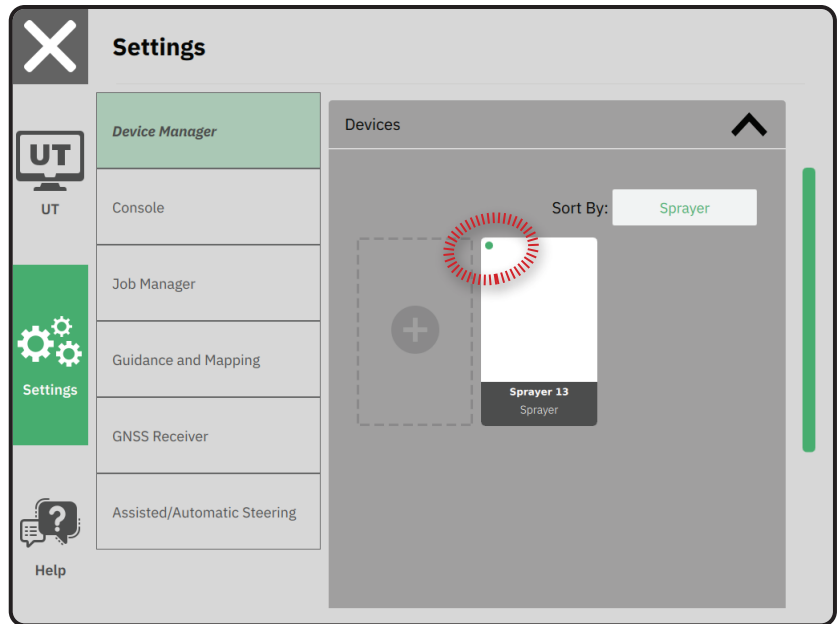 Settings
UT
UT
Settings
Help
Device Manager
Console
Job Manager
Guidance and Mapping
GNSS Receiver
Assisted/Automatic Steering
Devices
Sort By: Sprayer
Sprayer 13
Sprayer